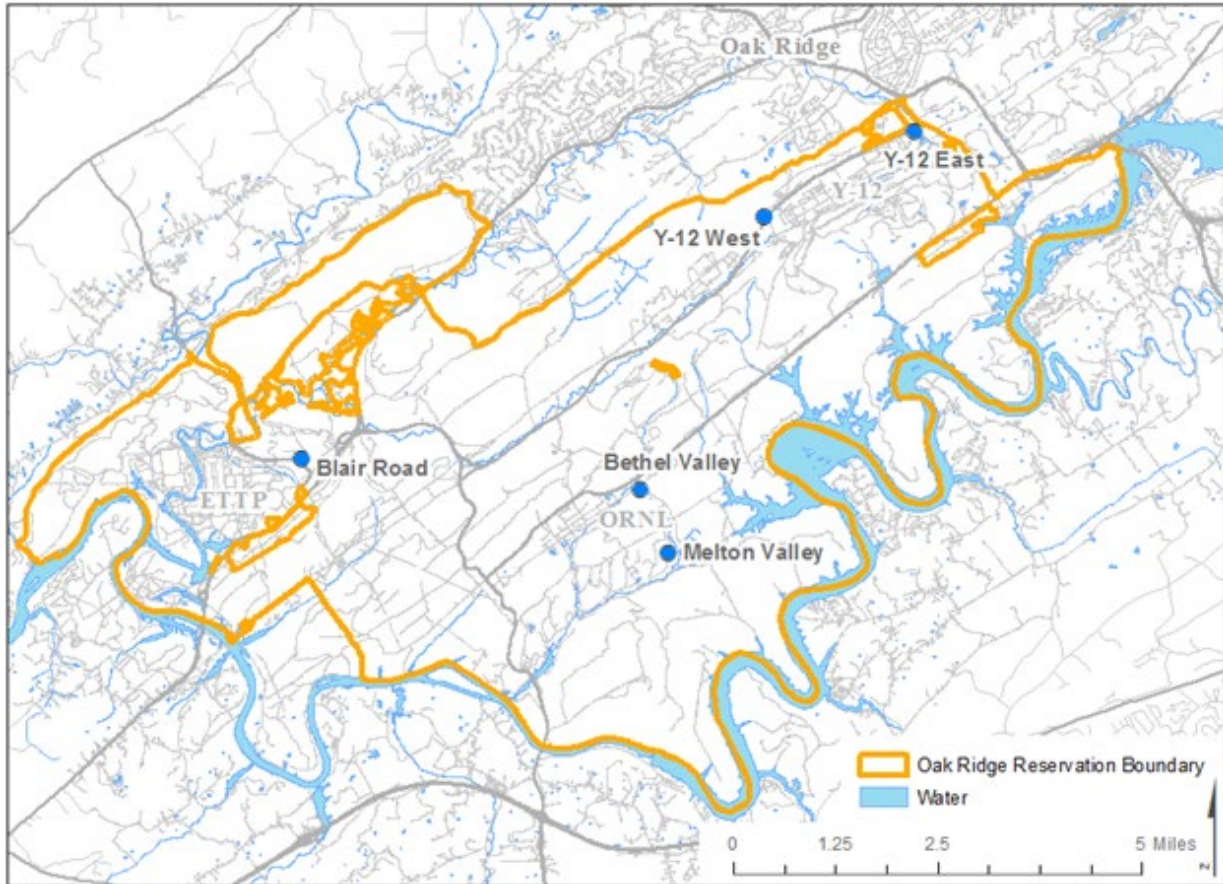 Oak Ridge
Y-12 East
Y-12
Y-12 West
Blair Road
Bethel Valley
ETTP
ORNL
Melton Valley
Oak Ridge Reservation Boundary
Water
0 1.25 2.5 5 Miles
N